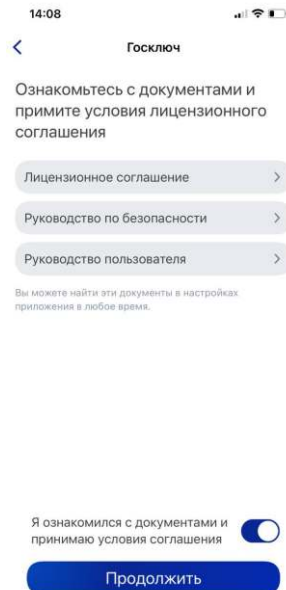 14:08
Госключ
Ознакомьтесь с документами и
примите условия лицензионного
соглашения
Лицензионное соглашение
Руководство по безопасности
Руководство пользователя
Вы можете найти эти документы в настройках
приложения в любое время.
Я ознакомился с документами и
принимаю условия соглашения
Продолжить